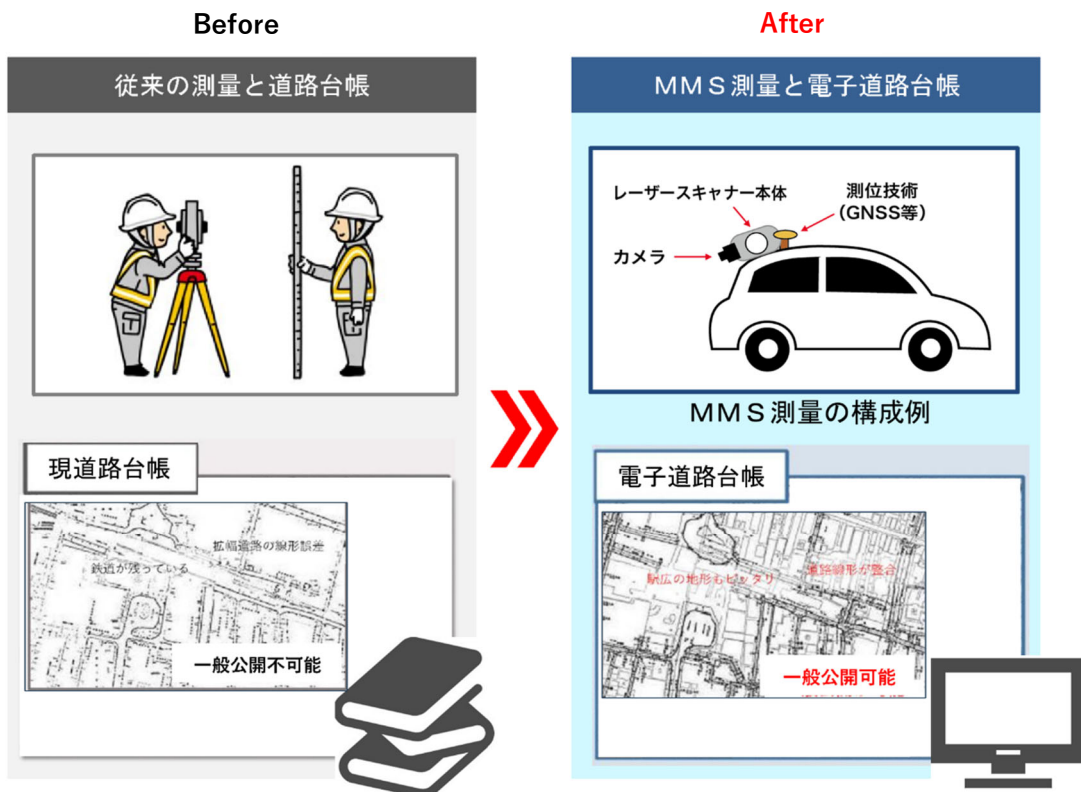 Before
After
従来の測量と道路台帳
MMS測量と電子道路台帳
レーザースキャナー本体
測位技術
(GNSS等)
カメラ
MMS測量の構成例
現道路台帳
拡幅道路の線形誤差
鉄道が残っている
一般公開不可能
電子道路台帳
駅広の地形もピッタリ
道路線形が整合
一般公開可能